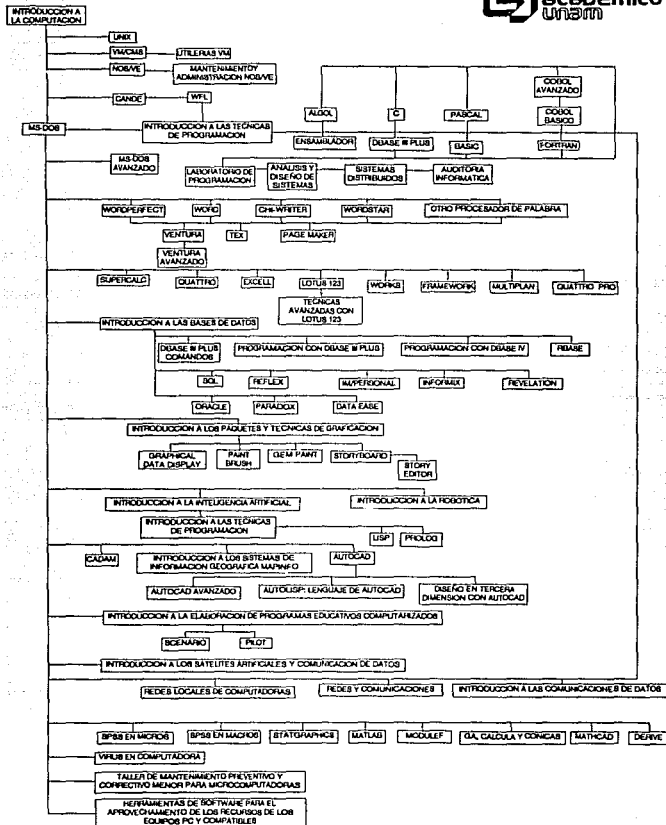 académico
unam
INTRODUCCION A
LA COMPUTACION
UNIX
VM/CMS
UTILERIAS VM
NOS/VE
MANTENIMIENTO Y
ADMINISTRACION NOS/VE
CANDE
WFL
MS-DOS
INTRODUCCION A LAS TECNICAS
DE PROGRAMACION
ALGOL
C
PASCAL
COBOL
AVANZADO
COBOL
BASICO
ENSAMBLADOR
DBASE III PLUS
BASIC
FORTRAN
MS-DOS
AVANZADO
LABORATORIO DE
PROGRAMACION
ANALISIS Y
DISEÑO DE
SISTEMAS
SISTEMAS
DISTRIBUIDOS
AUDITORIA
INFORMATICA
WORDPERFECT
WORD
CHI-WRITER
WORDSTAR
OTRO PROCESADOR DE PALABRA
VENTURA
TEX
PAGE MAKER
VENTURA
AVANZADO
SUPERCALC
QUATTRO
EXCELL
LOTUS 123
WORKS
FRAMEWORK
MULTIPLAN
QUATTRO PRO
TECNICAS
AVANZADAS CON
LOTUS 123
INTRODUCCION A LAS BASES DE DATOS
DBASE III PLUS
COMANDOS
PROGRAMACION CON DBASE III PLUS
PROGRAMACION CON DBASE IV
RBASE
SQL
REFLEX
IM/PERSONAL
INFORMIX
REVELATION
ORACLE
PARADOX
DATA EASE
INTRODUCCION A LOS PAQUETES Y TECNICAS DE GRAFICACION
GRAPHICAL
DATA DISPLAY
PAINT
BRUSH
GEM PAINT
STORYBOARD
STORY
EDITOR
INTRODUCCION A LA INTELIGENCIA ARTIFICIAL
INTRODUCCION A LA ROBOTICA
INTRODUCCION A LAS TECNICAS
DE PROGRAMACION
LISP
PROLOG
CADAM
INTRODUCCION A LOS SISTEMAS DE
INFORMACION GEOGRAFICA MAPINFO
AUTOCAD
AUTOCAD AVANZADO
AUTOLISP: LENGUAJE DE AUTOCAD
DISEÑO EN TERCERA
DIMENSION CON AUTOCAD
INTRODUCCION A LA ELABORACION DE PROGRAMAS EDUCATIVOS COMPUTARIZADOS
SCENARIO
PILOT
INTRODUCCION A LOS SATELITES ARTIFICIALES Y COMUNICACION DE DATOS
REDES LOCALES DE COMPUTADORAS
REDES Y COMUNICACIONES
INTRODUCCION A LAS COMUNICACIONES DE DATOS
SPSS EN MICROS
SPSS EN MACROS
STATGRAPHICS
MATLAB
MODULEF
GA, CALCULA Y CONICAS
MATHCAD
DERIVE
VIRUS EN COMPUTADORA
TALLER DE MANTENIMIENTO PREVENTIVO Y
CORRECTIVO MENOR PARA MICROCOMPUTADORAS
HERRAMIENTAS DE SOFTWARE PARA EL
APROVECHAMIENTO DE LOS RECURSOS DE LOS
EQUIPOS PC Y COMPATIBLES